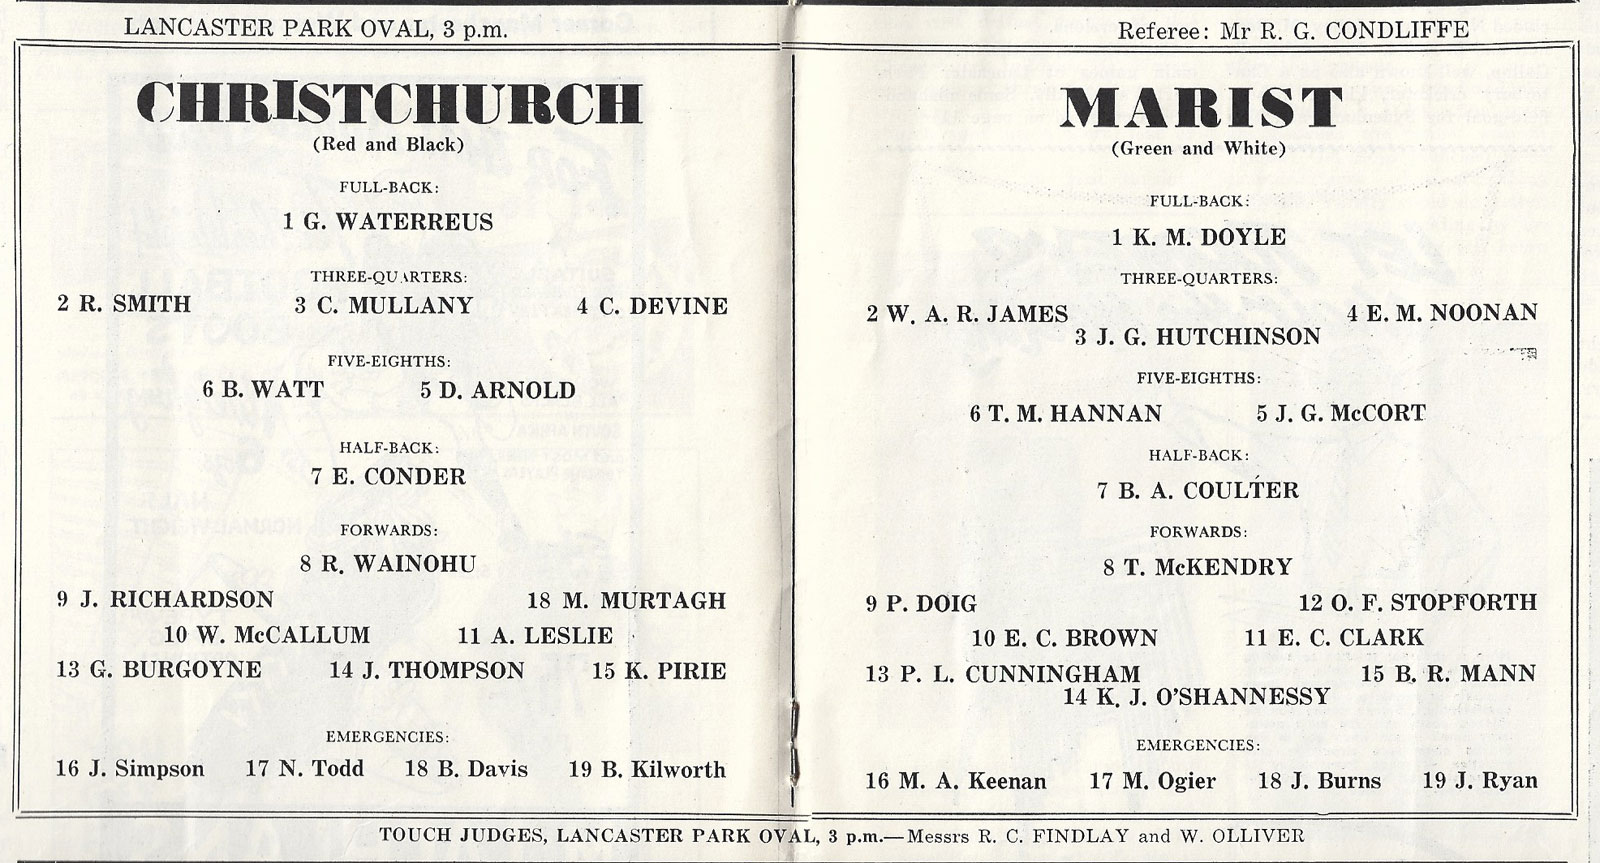 LANCASTER PARK OVAL, 3 p.m.
CHRISTCHURCH
(Red and Black)
FULL-BACK:
1 G. WATERREUS
THREE-QUARTERS:
2 R. SMITH 3 C. MULLANY 4 C. DEVINE
FIVE-EIGHTHS:
6 B. WATT 5 D. ARNOLD
HALF-BACK:
7 E. CONDER
FORWARDS:
8 R. WAINOHU
9 J. RICHARDSON 18 M. MURTAGH
10 W. McCALLUM 11 A. LESLIE
13 G. BURGOYNE 14 J. THOMPSON 15 K. PIRIE
EMERGENCIES:
16 J. Simpson 17 N. Todd 18 B. Davis 19 B. Kilworth
Referee: Mr R. G. CONDLIFFE
MARIST
(Green and White)
FULL-BACK:
1 K. M. DOYLE
THREE-QUARTERS:
2 W. A. R. JAMES 4 E. M. NOONAN
3 J. G. HUTCHINSON
FIVE-EIGHTHS:
6 T. M. HANNAN 5 J. G. McCORT
HALF-BACK:
7 B. A. COULTER
FORWARDS:
8 T. McKENDRY
9 P. DOIG 12 O. F. STOPFORTH
10 E. C. BROWN 11 E. C. CLARK
13 P. L. CUNNINGHAM 15 B. R. MANN
14 K. J. O'SHANNESSY
EMERGENCIES:
16 M. A. Keenan 17 M. Ogier 18 J. Burns 19 J. Ryan
TOUCH JUDGES, LANCASTER PARK OVAL, 3 p.m.—Messrs R. C. FINDLAY and W. OLLIVER